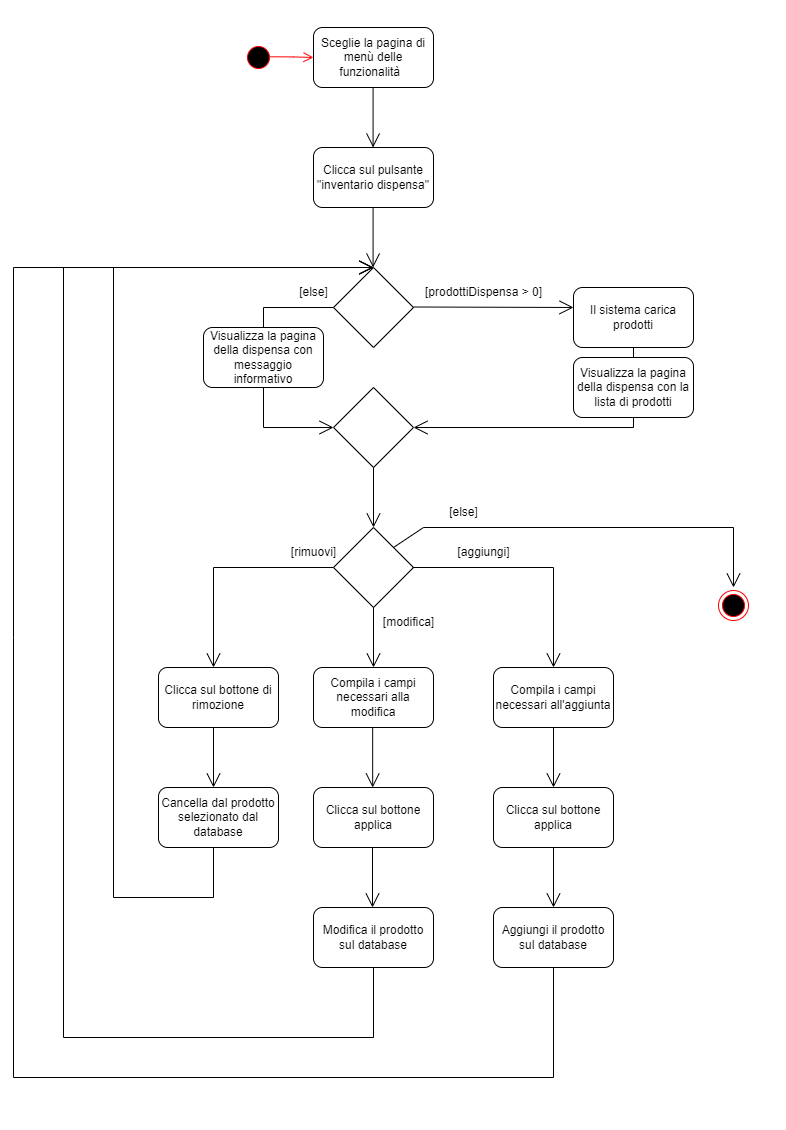 Sceglie la pagina di
menù delle
funzionalità
Clicca sul pulsante
"inventario dispensa"
[else]
[prodottiDispensa > 0]
Il sistema carica
prodotti
Visualizza la pagina
della dispensa con
messaggio
informativo
Visualizza la pagina
della dispensa con la
lista di prodotti
[else]
[rimuovi]
[aggiungi]
[modifica]
Clicca sul bottone di
rimozione
Compila i campi
necessari alla
modifica
Compila i campi
necessari all'aggiunta
Cancella dal prodotto
selezionato dal
database
Clicca sul bottone
applica
Clicca sul bottone
applica
Modifica il prodotto
sul database
Aggiungi il prodotto
sul database